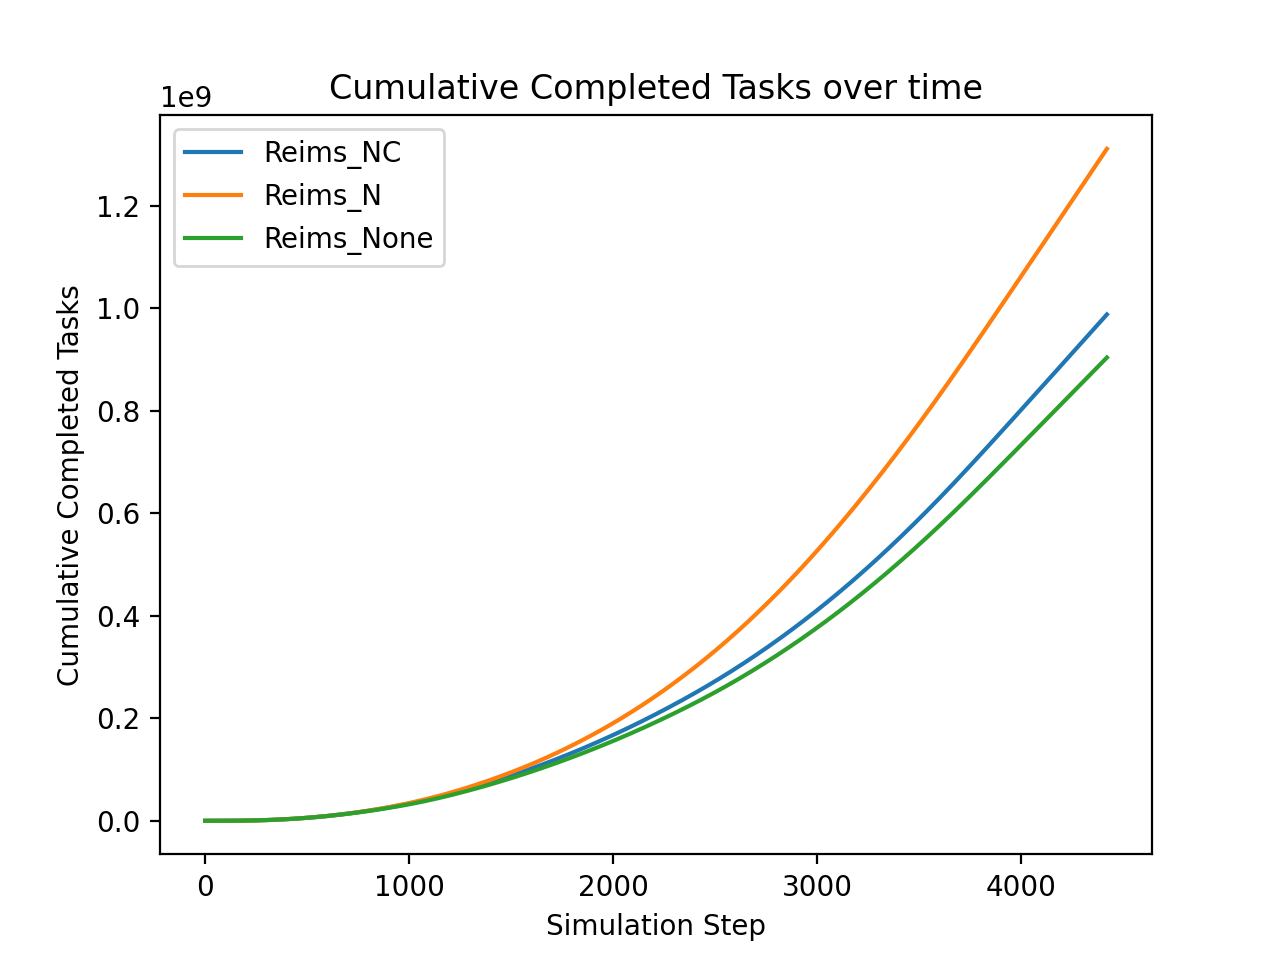 Cumulative Completed Tasks over time
1e9
Reims_NC
Reims_N
Reims_None
1.2
1.0
0.8
0.6
0.4
0.2
0.0
Cumulative Completed Tasks
0 1000 2000 3000 4000
Simulation Step